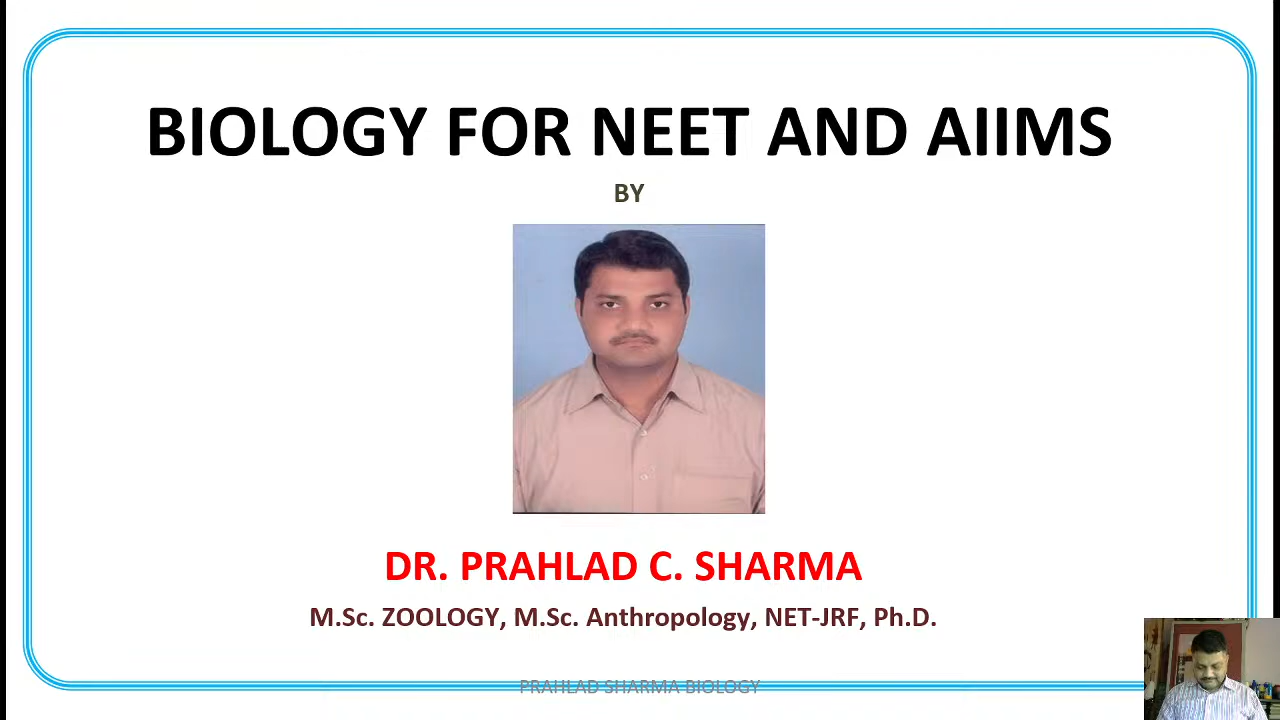 BIOLOGY FOR NEET AND AIIMS
BY
DR. PRAHLAD C. SHARMA
M.Sc. ZOOLOGY, M.Sc. Anthropology, NET-JRF, Ph.D.
PRAHLAD SHARMA BIOLOGY